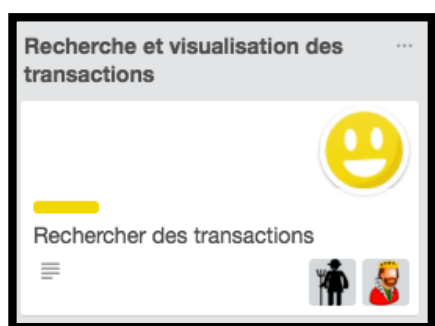 Recherche et visualisation des
transactions
Rechercher des transactions